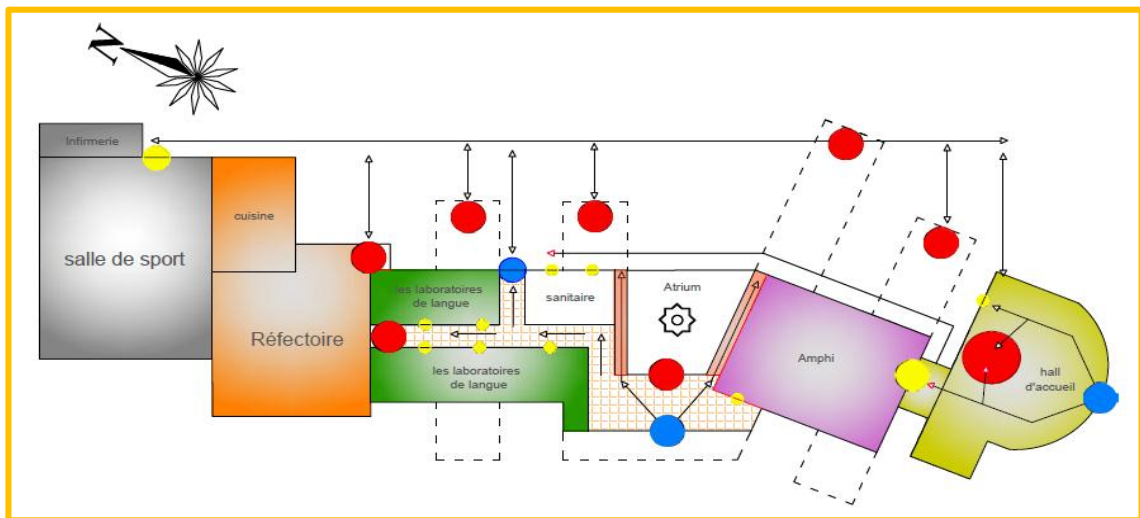 N
Infirmerie
cuisine
salle de sport
Réfectoire
les laboratoires
de langue
sanitaire
Atrium
les laboratoires
de langue
Amphi
hall
d'accueil